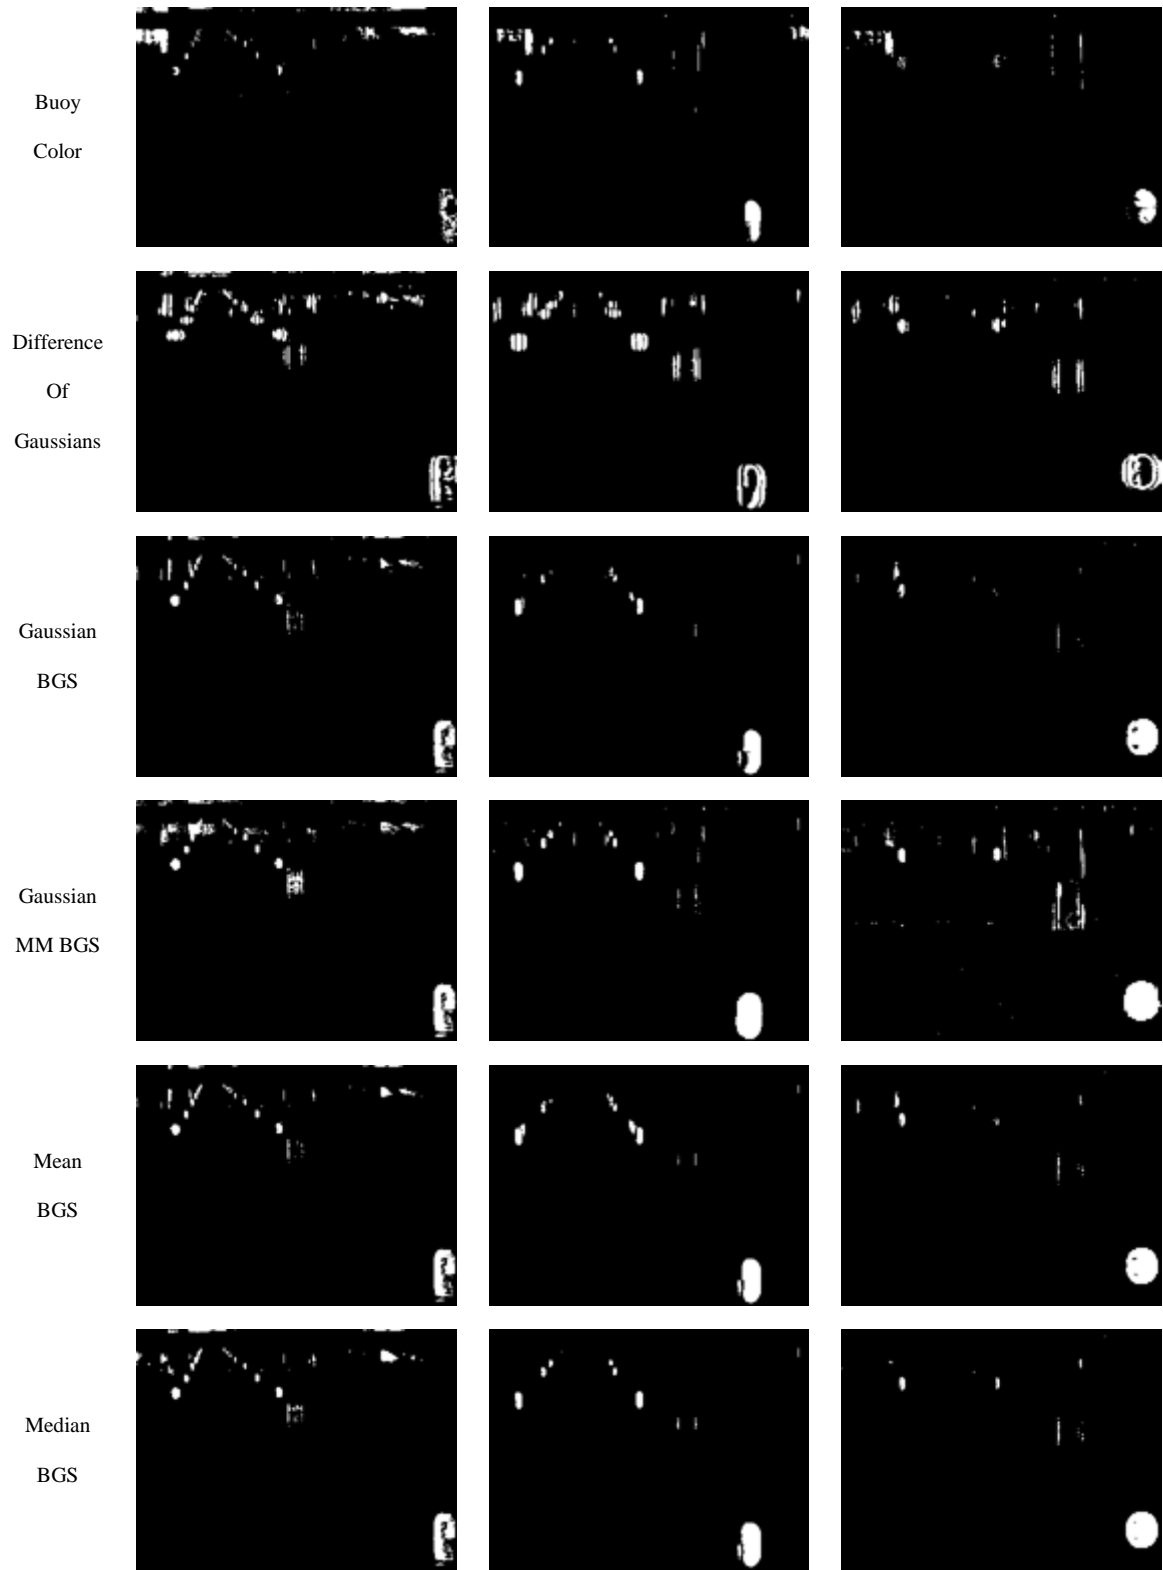 Buoy
Color
Difference
Of
Gaussians
Gaussian
BGS
Gaussian
MM BGS
Mean
BGS
Median
BGS